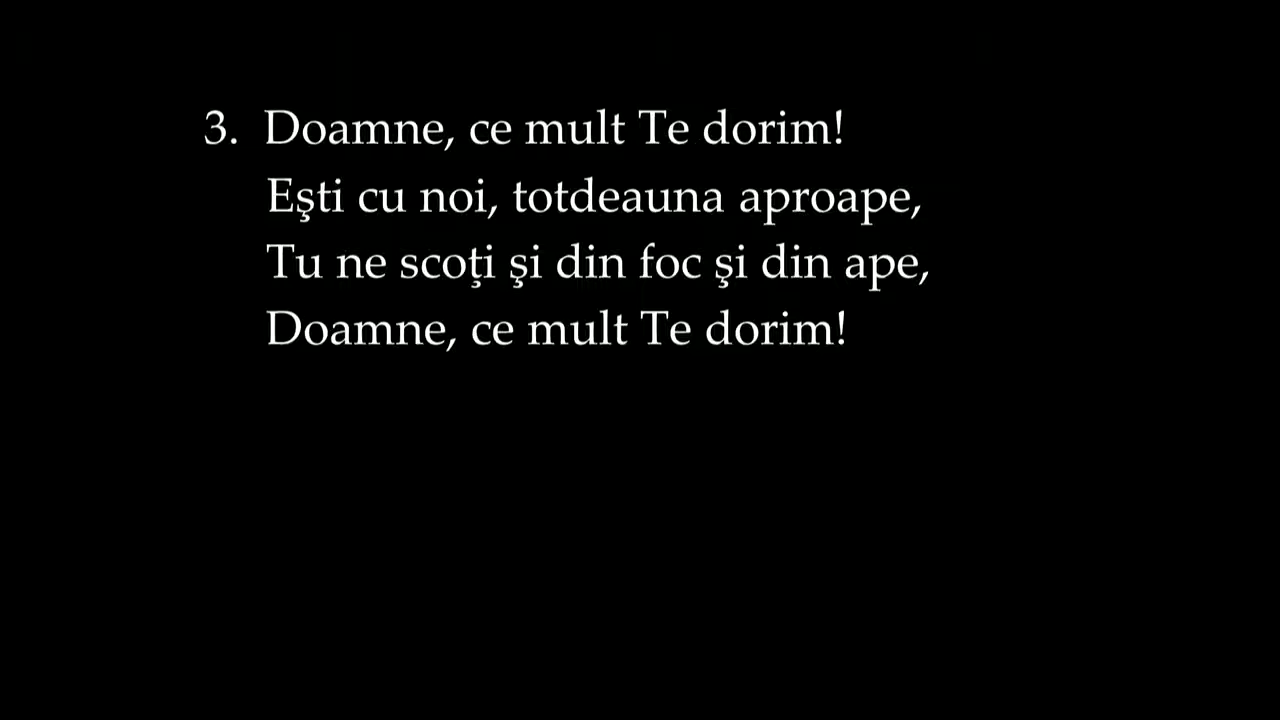 3. Doamne, ce mult Te dorim!
Eşti cu noi, totdeauna aproape,
Tu ne scoţi şi din foc şi din ape,
Doamne, ce mult Te dorim!